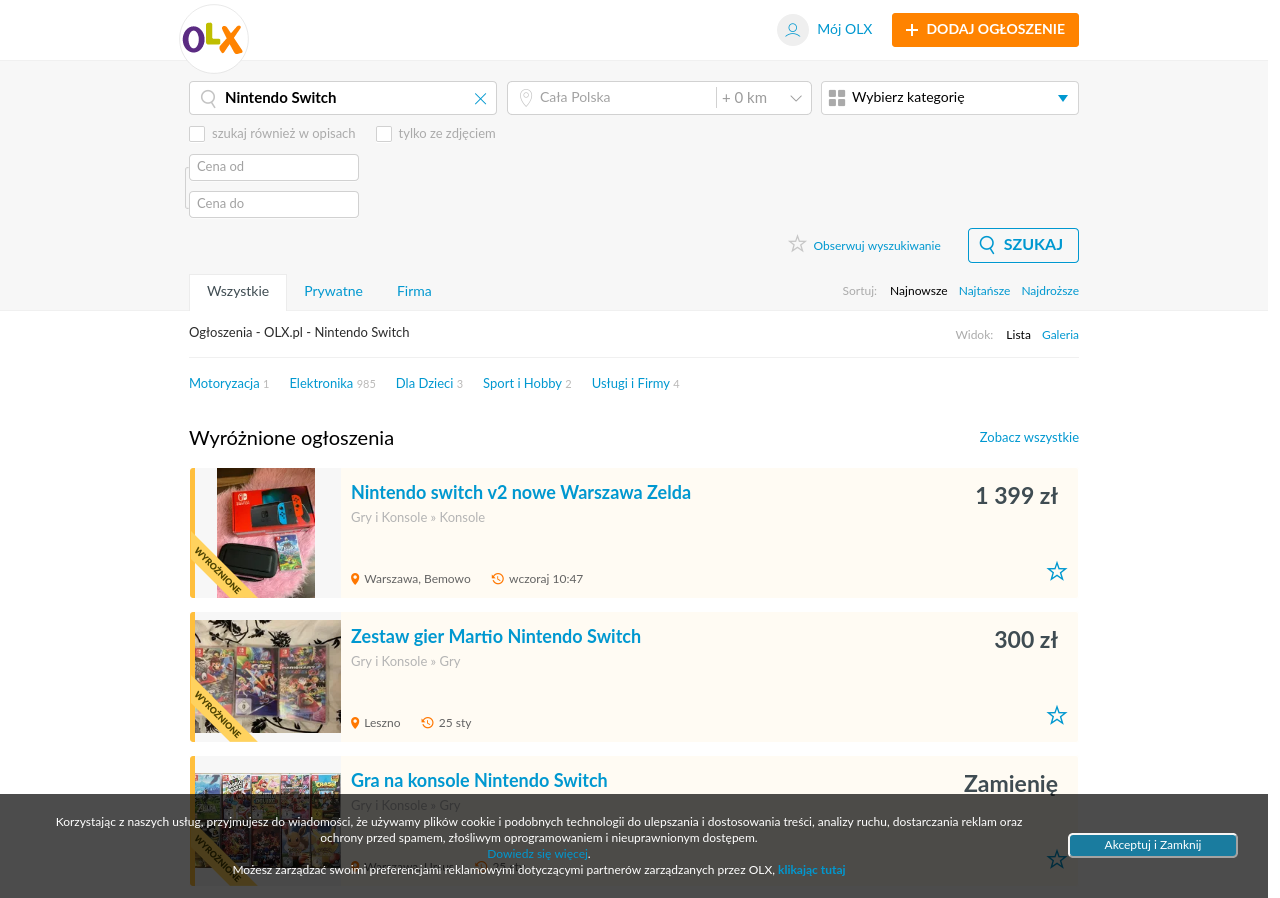 OLX
Mój OLX
DODAJ OGŁOSZENIE
Nintendo Switch
Cała Polska
+ 0 km
Wybierz kategorię
szukaj również w opisach
tylko ze zdjęciem
Cena od
Cena do
Obserwuj wyszukiwanie
SZUKAJ
Wszystkie
Prywatne
Firma
Sortuj: Najnowsze Najtańsze Najdroższe
Ogłoszenia - OLX.pl - Nintendo Switch
Widok: Lista Galeria
Motoryzacja 1 Elektronika 985 Dla Dzieci 3 Sport i Hobby 2 Usługi i Firmy 4
Wyróżnione ogłoszenia
Zobacz wszystkie
WYRÓŻNIONE
Nintendo switch v2 nowe Warszawa Zelda
1 399 zł
Gry i Konsole » Konsole
Warszawa, Bemowo
wczoraj 10:47
WYRÓŻNIONE
Zestaw gier Martio Nintendo Switch
300 zł
Gry i Konsole » Gry
Leszno
25 sty
WYRÓŻNIONE
Gra na konsole Nintendo Switch
Zamienię
Gry i Konsole » Gry
Korzystając z naszych usług, przyjmujesz do wiadomości, że używamy plików cookie i podobnych technologii do ulepszania i dostosowania treści, analizy ruchu, dostarczania reklam oraz
ochrony przed spamem, złośliwym oprogramowaniem i nieuprawnionym dostępem.
Dowiedz się więcej.
Możesz zarządzać swoimi preferencjami reklamowymi dotyczącymi partnerów zarządzanych przez OLX, klikając tutaj
Akceptuj i Zamknij